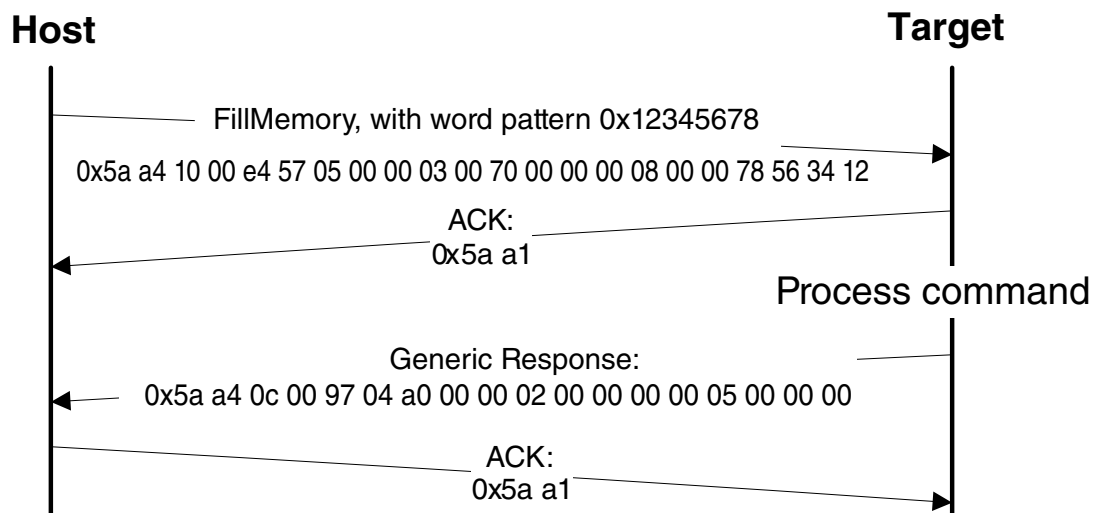 Host
Target
FillMemory, with word pattern 0x12345678
0x5a a4 10 00 e4 57 05 00 00 03 00 70 00 00 00 08 00 00 78 56 34 12
ACK:
0x5a a1
Process command
Generic Response:
0x5a a4 0c 00 97 04 a0 00 00 02 00 00 00 00 05 00 00 00
ACK:
0x5a a1